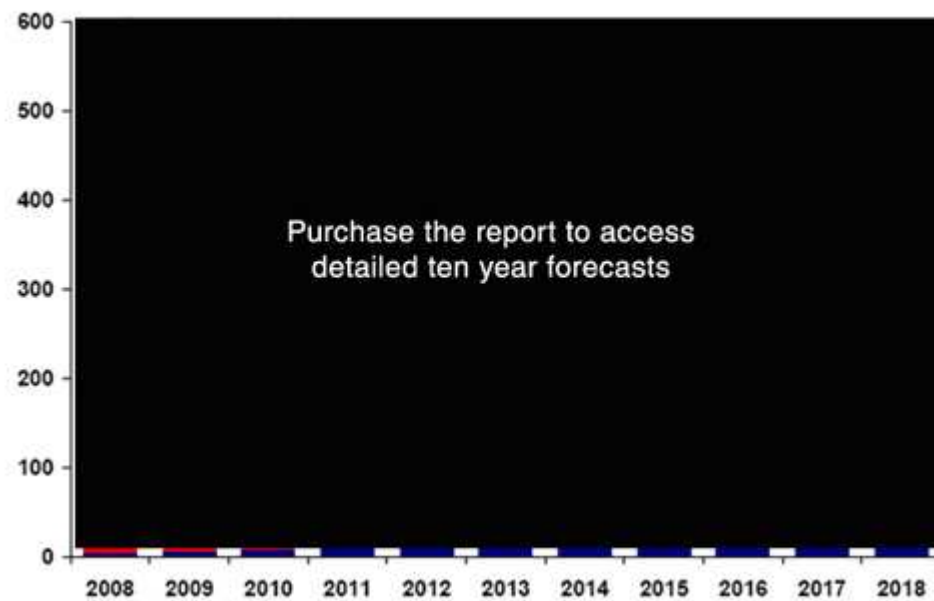 600
500
400
Purchase the report to access
detailed ten year forecasts
300
200
100
0
2008 2009 2010 2011 2012 2013 2014 2015 2016 2017 2018